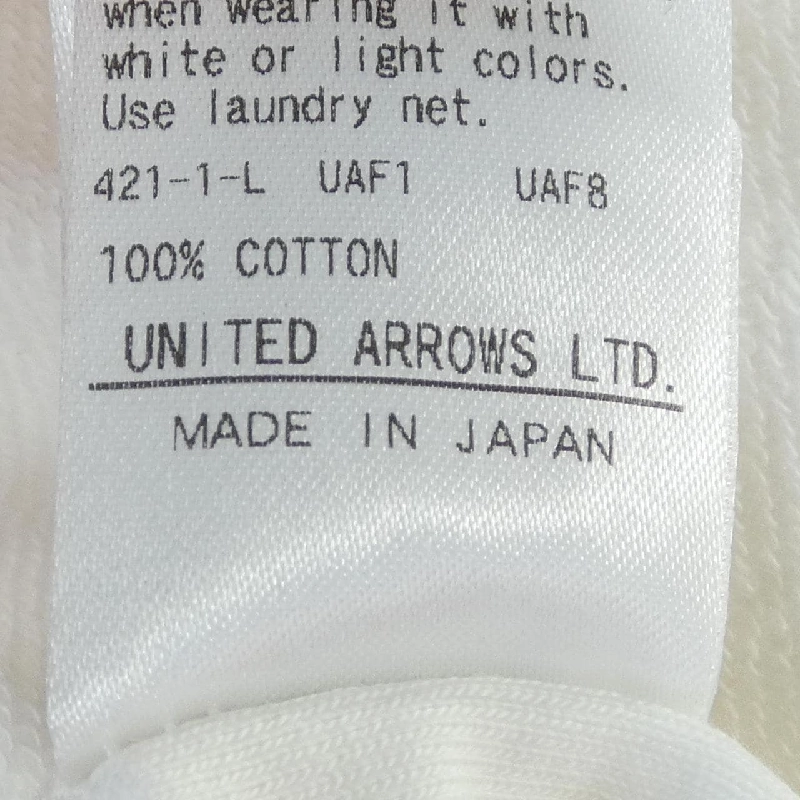 when wearing it with
white or light colors.
Use laundry net.
421-1-L UAF1 UAF8
100% COTTON
UNITED ARROWS LTD.
MADE IN JAPAN